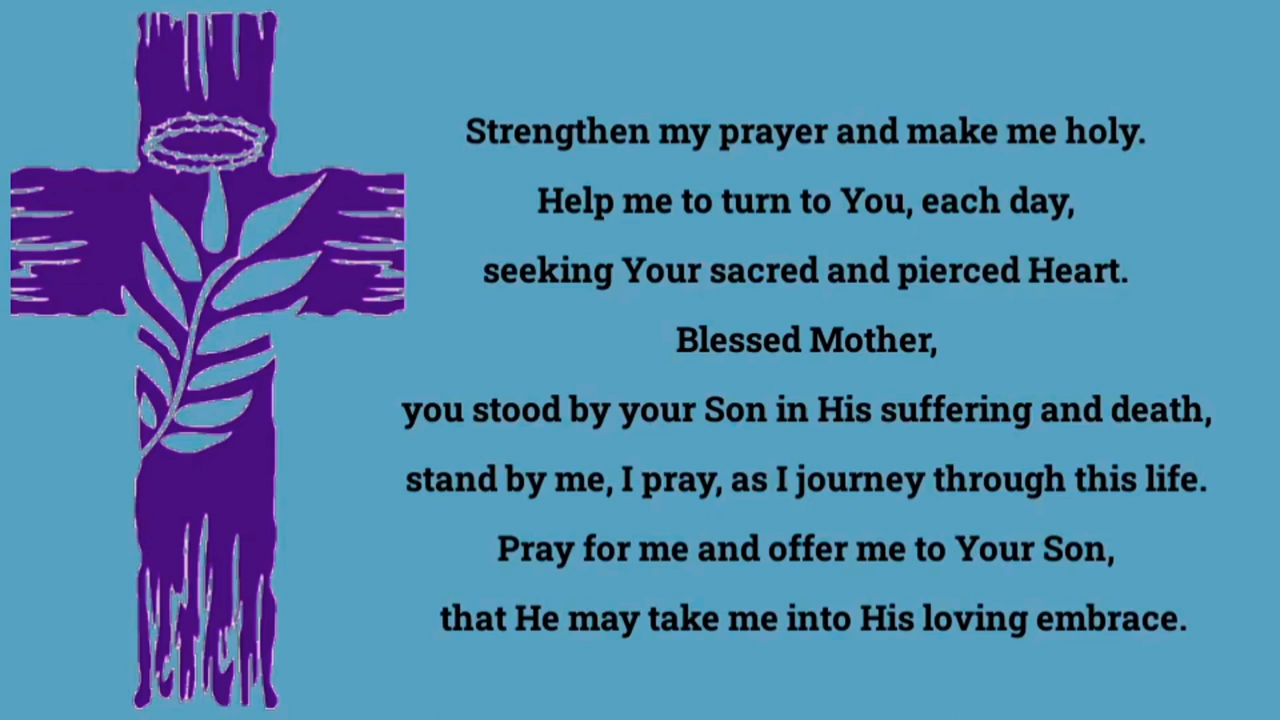 Strengthen my prayer and make me holy.
Help me to turn to You, each day,
seeking Your sacred and pierced Heart.
Blessed Mother,
you stood by your Son in His suffering and death,
stand by me, I pray, as I journey through this life.
Pray for me and offer me to Your Son,
that He may take me into His loving embrace.